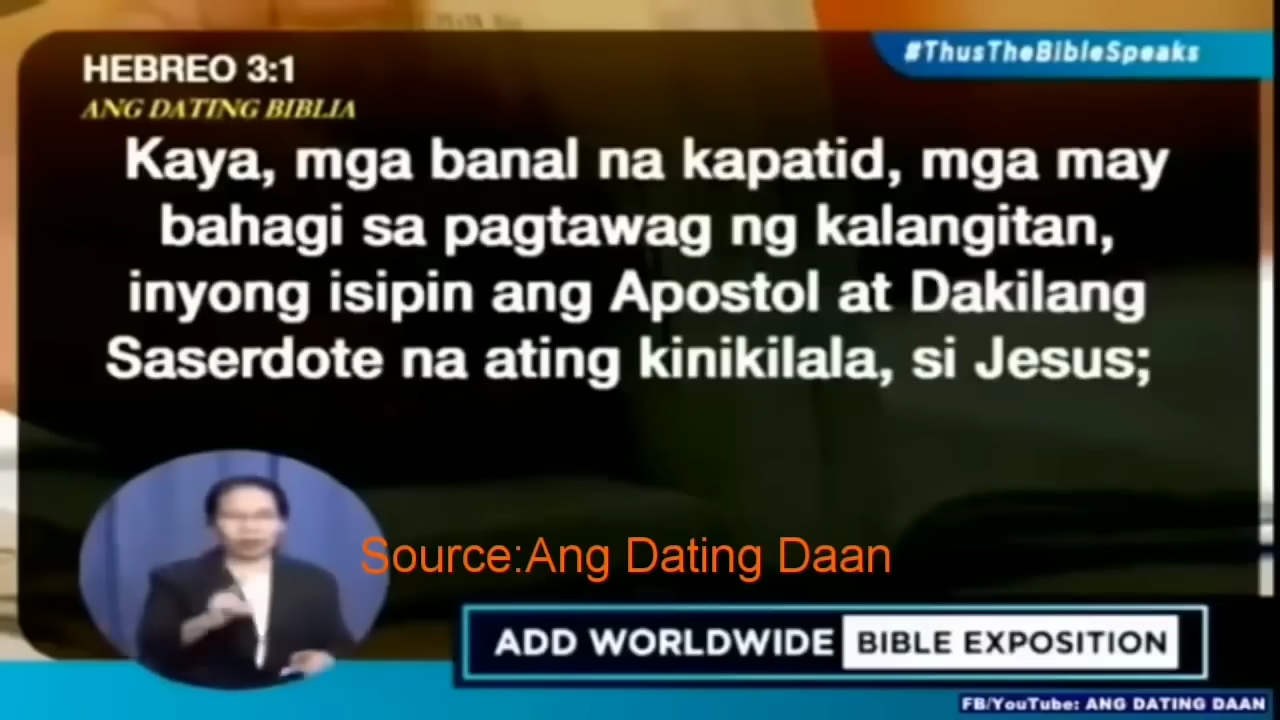 HEBREO 3:1
#ThusTheBibleSpeaks
ANG DATING BIBLIA
Kaya, mga banal na kapatid, mga may
bahagi sa pagtawag ng kalangitan,
inyong isipin ang Apostol at Dakilang
Saserdote na ating kinikilala, si Jesus;
Source:Ang Dating Daan
ADD WORLDWIDE BIBLE EXPOSITION
FB/YouTube: ANG DATING DAAN